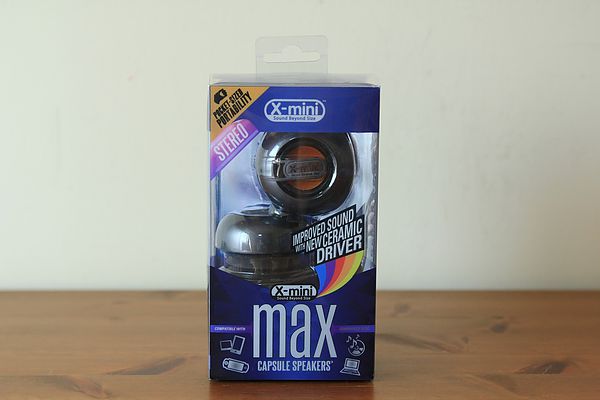 POCKET-SIZED
PORTABILITY
STEREO
X-mini™
Sound Beyond Size
X-mini
IMPROVED SOUND
WITH NEW CERAMIC
DRIVER
X-mini
Sound Beyond Size
max
COMPATIBLE WITH
CAPSULE SPEAKERS